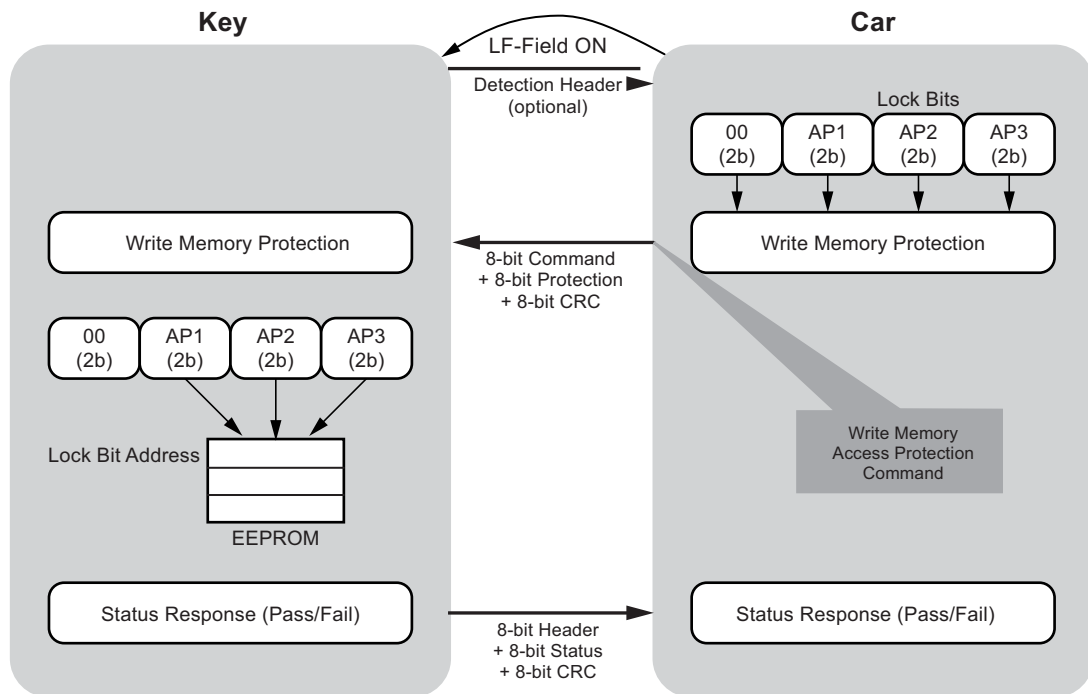 Key
Car
LF-Field ON
Detection Header
(optional)
Lock Bits
00
(2b)
AP1
(2b)
AP2
(2b)
AP3
(2b)
Write Memory Protection
Write Memory Protection
8-bit Command
+ 8-bit Protection
+ 8-bit CRC
00
(2b)
AP1
(2b)
AP2
(2b)
AP3
(2b)
Lock Bit Address
EEPROM
Write Memory
Access Protection
Command
Status Response (Pass/Fail)
Status Response (Pass/Fail)
8-bit Header
+ 8-bit Status
+ 8-bit CRC